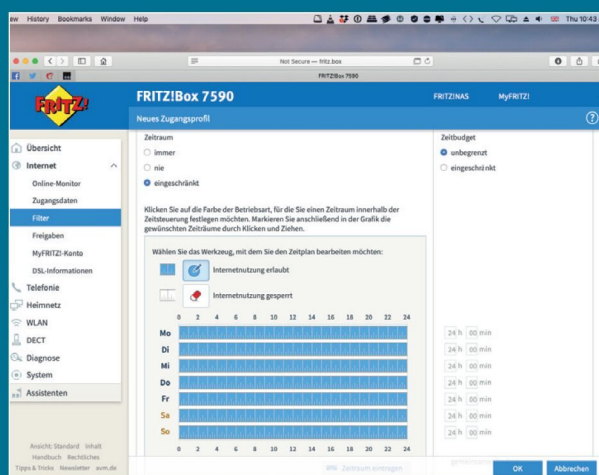 ew History Bookmarks Window Help
Thu 10:43
Not Secure — fritz.box
FRITZ!Box 7590
FRITZ!
FRITZ!Box 7590
FRITZ!NAS MyFRITZ!
Neues Zugangsprofil
?
Übersicht
Internet
Online-Monitor
Zugangsdaten
Filter
Freigaben
MyFRITZ!-Konto
DSL-Informationen
Telefonie
Heimnetz
WLAN
DECT
Diagnose
System
Assistenten
Ansicht: Standard Inhalt
Handbuch Rechtliches
Tipps & Tricks Newsletter avm.de
Zeitraum
immer
nie
eingeschränkt
Zeitbudget
unbegrenzt
eingeschränkt
Klicken Sie auf die Farbe der Betriebsart, für die Sie einen Zeitraum innerhalb der
Zeitsteuerung festlegen möchten. Markieren Sie anschließend in der Grafik die
gewünschten Zeiträume durch Klicken und Ziehen.
Wählen Sie das Werkzeug, mit dem Sie den Zeitplan bearbeiten möchten:
Internetnutzung erlaubt
Internetnutzung gesperrt
0 2 4 6 8 10 12 14 16 18 20 22 24
Mo 24 h 00 min
Di 24 h 00 min
Mi 24 h 00 min
Do 24 h 00 min
Fr 24 h 00 min
Sa 24 h 00 min
So 24 h 00 min
0 2 4 6 8 10 12 14 16 18 20 22 24
Zeitraum eintragen
OK Abbrechen